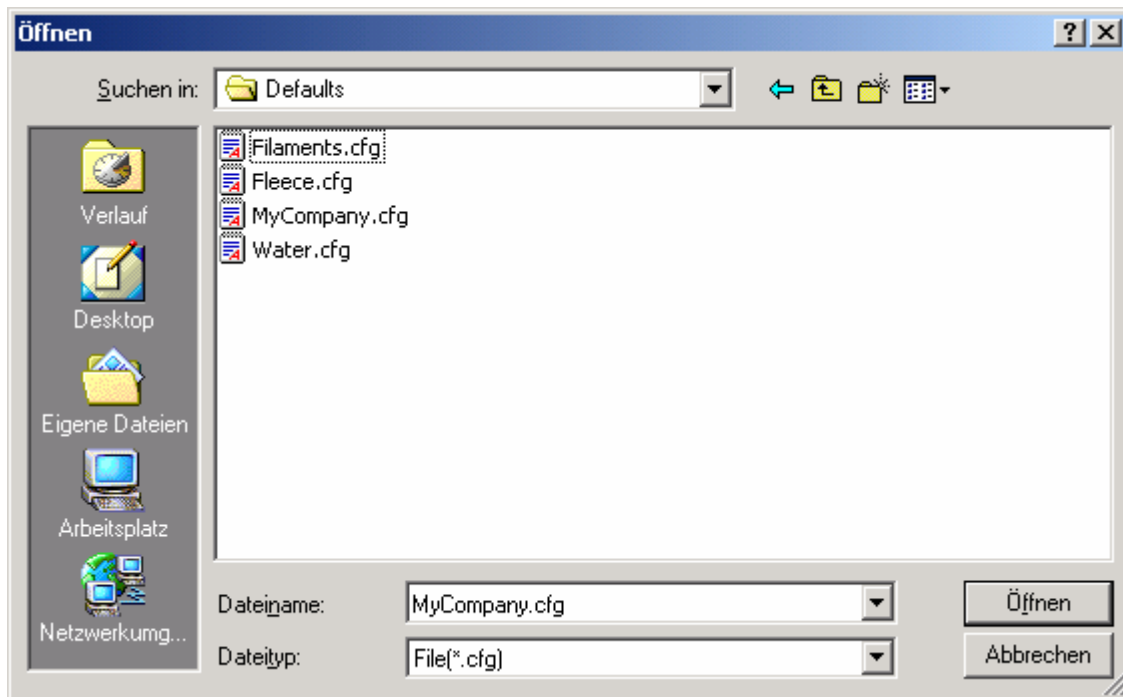 Öffnen
Suchen in: Defaults
Filaments.cfg
Fleece.cfg
MyCompany.cfg
Water.cfg
Verlauf
Desktop
Eigene Dateien
Arbeitsplatz
Netzwerkumg...
Dateiname: MyCompany.cfg Öffnen
Dateityp: File(*.cfg) Abbrechen